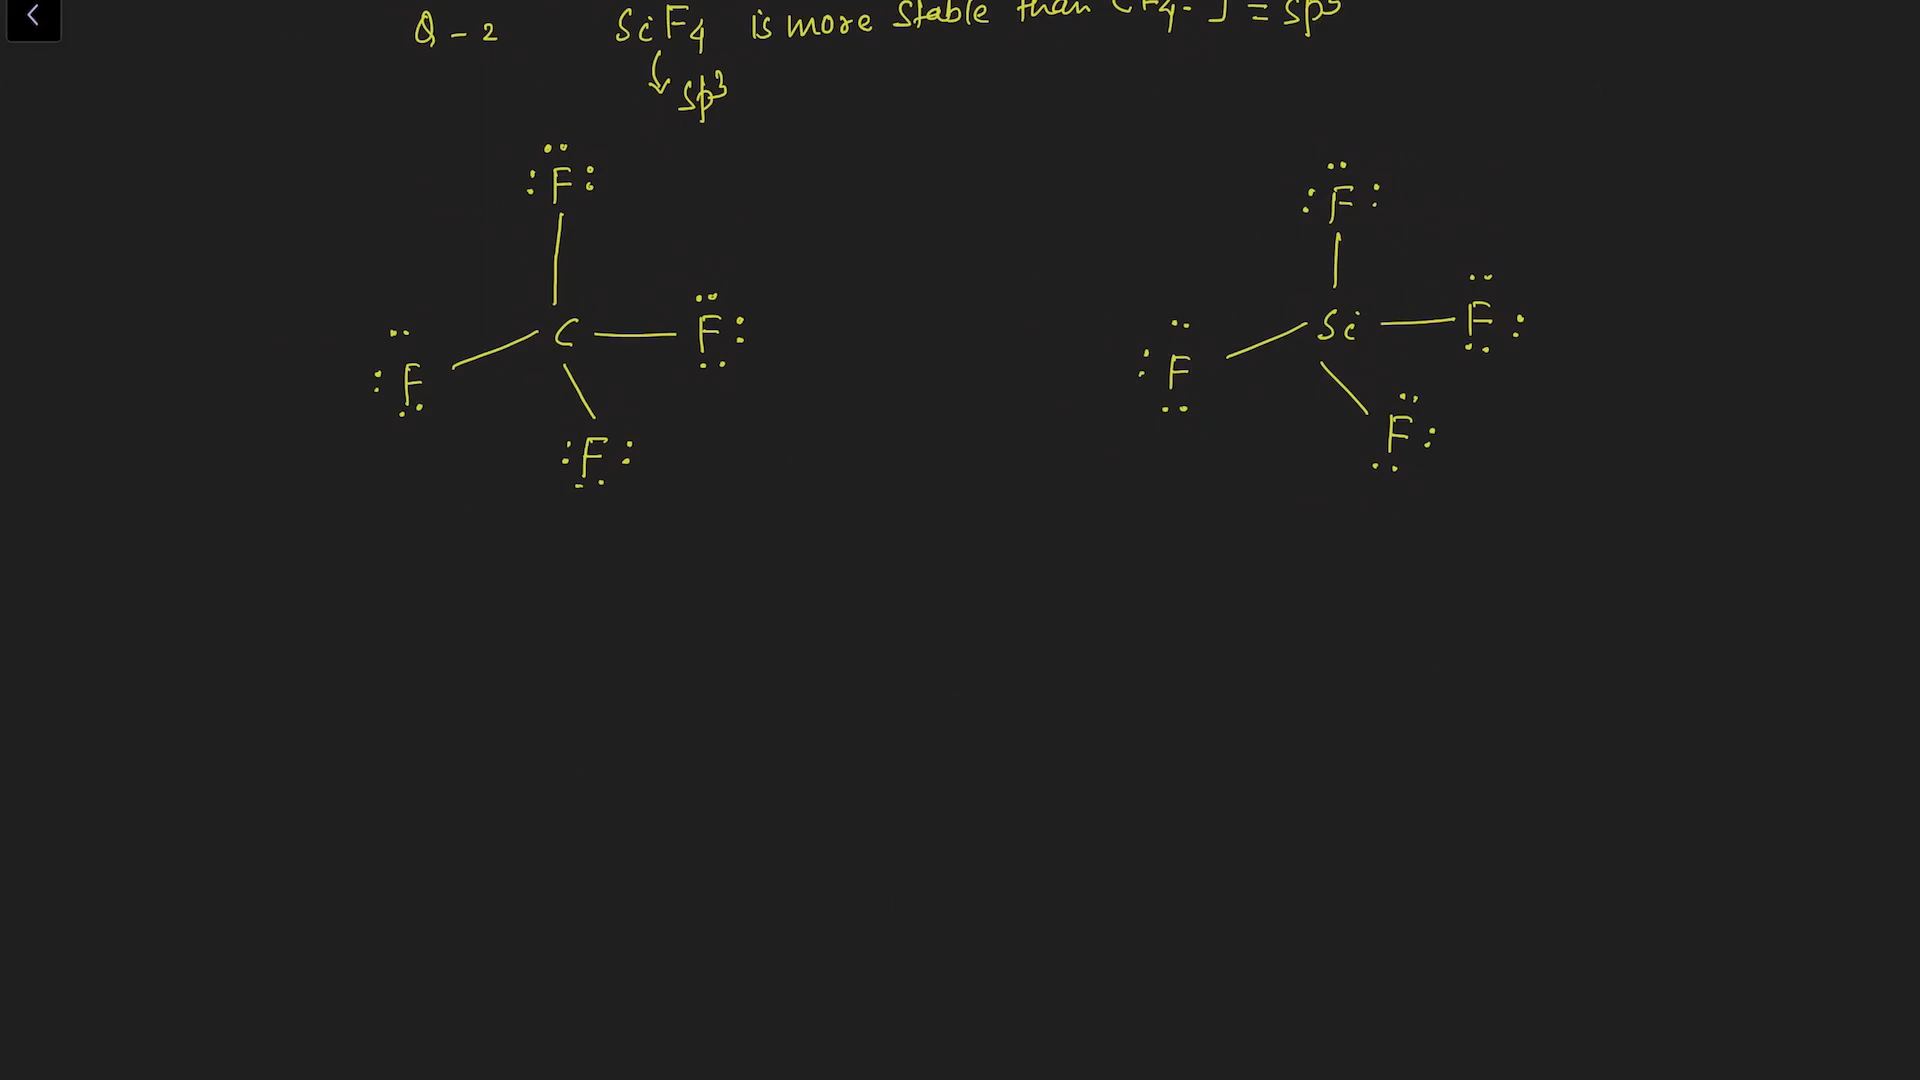 Q - 2 SiF4 is more stable than CF4. ] = sp3
sp3
F
F
C
F
Si
F
F
F
F
F